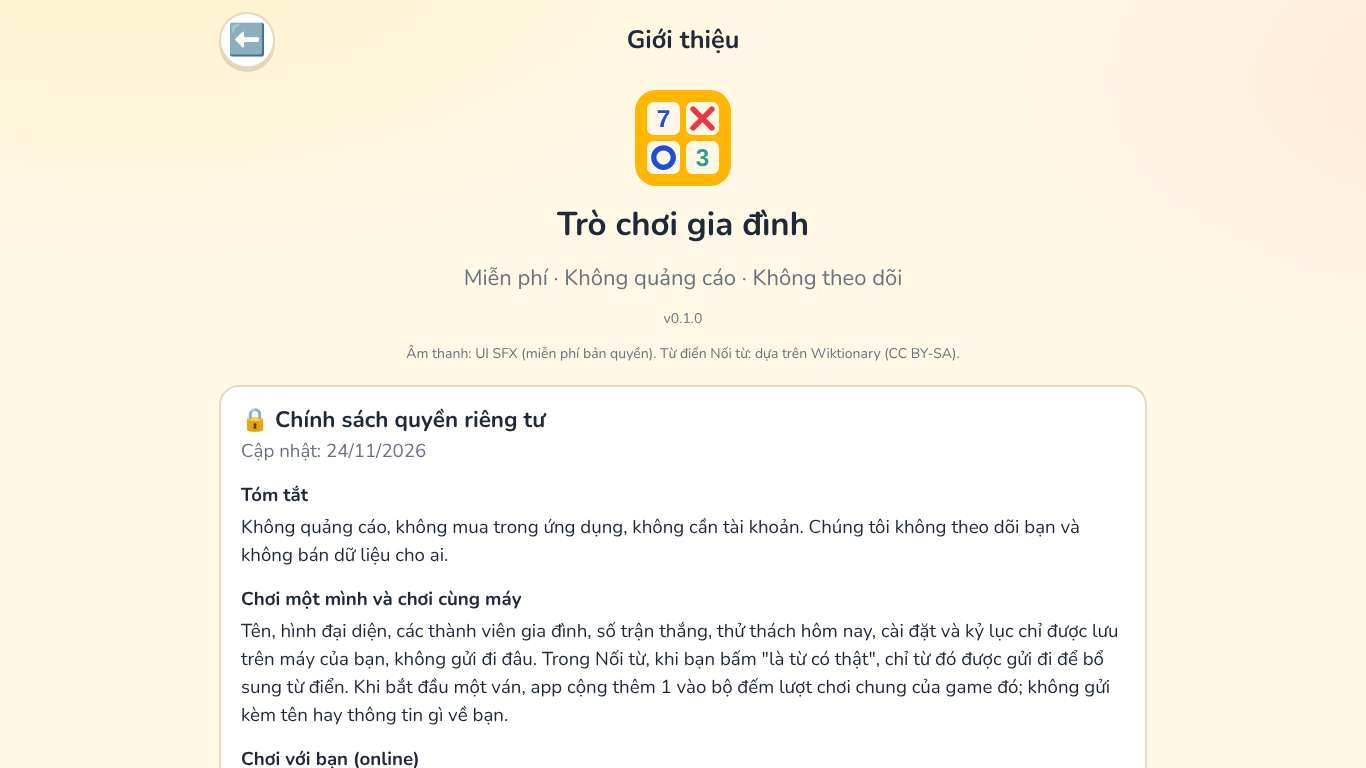 Giới thiệu
7 ❌
⭕ 3
Trò chơi gia đình
Miễn phí · Không quảng cáo · Không theo dõi
v0.1.0
Âm thanh: UI SFX (miễn phí bản quyền). Từ điển Nối từ: dựa trên Wiktionary (CC BY-SA).
🔒 Chính sách quyền riêng tư
Cập nhật: 24/11/2026
Tóm tắt
Không quảng cáo, không mua trong ứng dụng, không cần tài khoản. Chúng tôi không theo dõi bạn và
không bán dữ liệu cho ai.
Chơi một mình và chơi cùng máy
Tên, hình đại diện, các thành viên gia đình, số trận thắng, thử thách hôm nay, cài đặt và kỷ lục chỉ được lưu
trên máy của bạn, không gửi đi đâu. Trong Nối từ, khi bạn bấm "là từ có thật", chỉ từ đó được gửi đi để bổ
sung từ điển. Khi bắt đầu một ván, app cộng thêm 1 vào bộ đếm lượt chơi chung của game đó; không gửi
kèm tên hay thông tin gì về bạn.
Chơi với bạn (online)